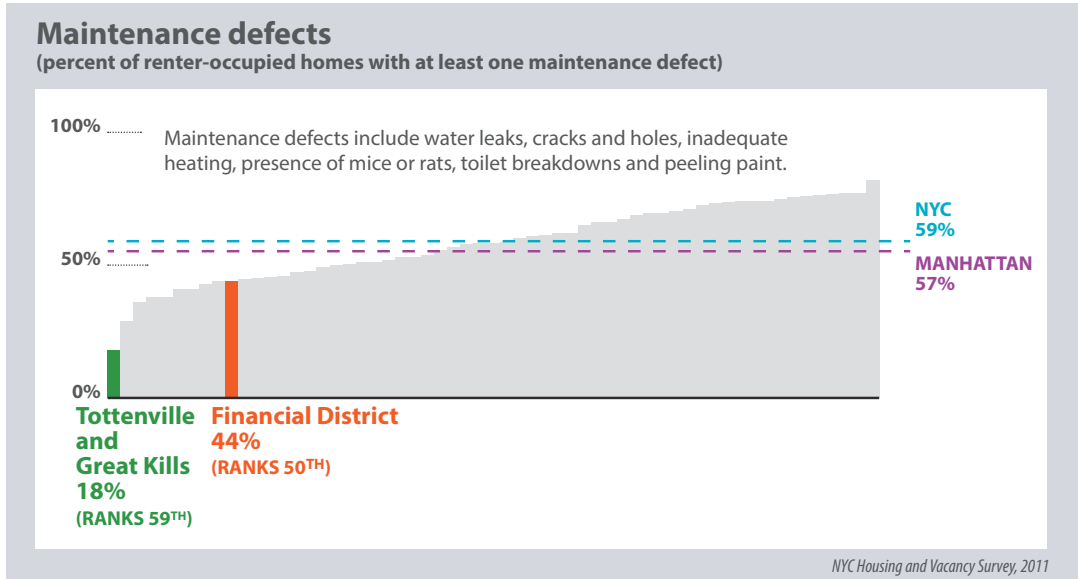 Maintenance defects
(percent of renter-occupied homes with at least one maintenance defect)
100%
Maintenance defects include water leaks, cracks and holes, inadequate
heating, presence of mice or rats, toilet breakdowns and peeling paint.
NYC
59%
50%
MANHATTAN
57%
0%
Tottenville
and
Great Kills
18%
(RANKS 59TH)
Financial District
44%
(RANKS 50TH)
NYC Housing and Vacancy Survey, 2011